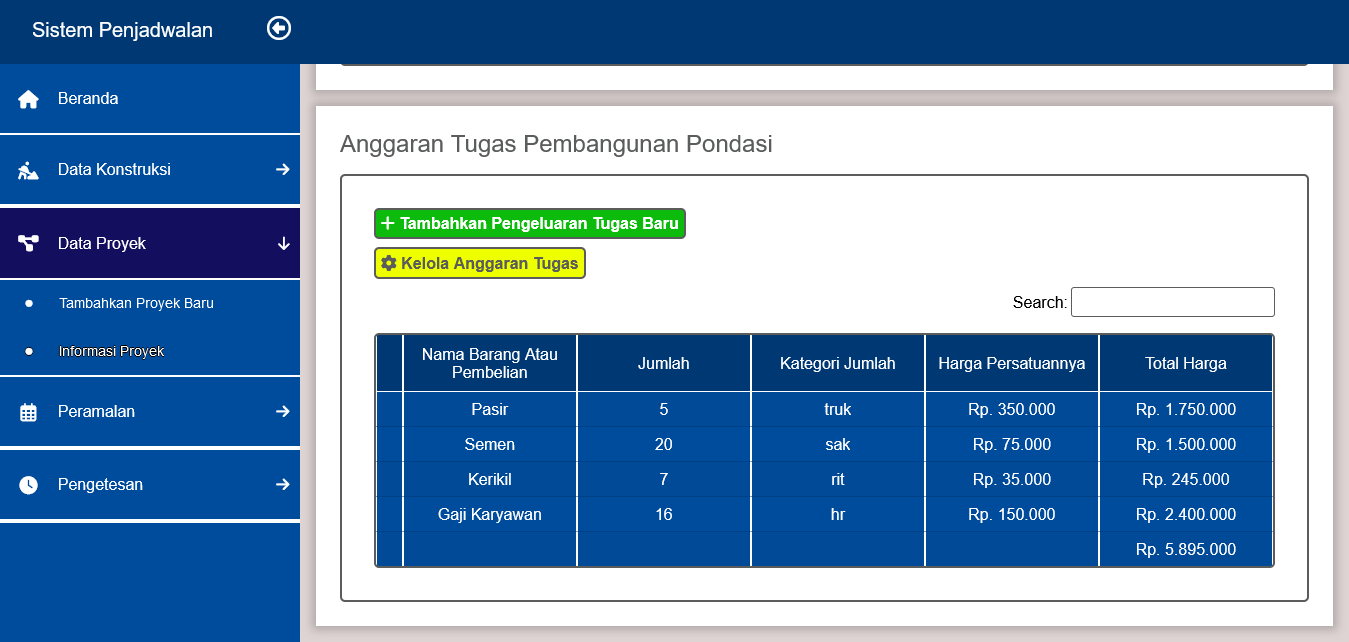 Sistem Penjadwalan
Beranda
Data Konstruksi
Data Proyek
Tambahkan Proyek Baru
Informasi Proyek
Peramalan
Pengetesan
Anggaran Tugas Pembangunan Pondasi
Tambahkan Pengeluaran Tugas Baru
Kelola Anggaran Tugas
Search:
Nama Barang Atau Pembelian Jumlah Kategori Jumlah Harga Persatuannya Total Harga
Pasir 5 truk Rp. 350.000 Rp. 1.750.000
Semen 20 sak Rp. 75.000 Rp. 1.500.000
Kerikil 7 rit Rp. 35.000 Rp. 245.000
Gaji Karyawan 16 hr Rp. 150.000 Rp. 2.400.000
Rp. 5.895.000